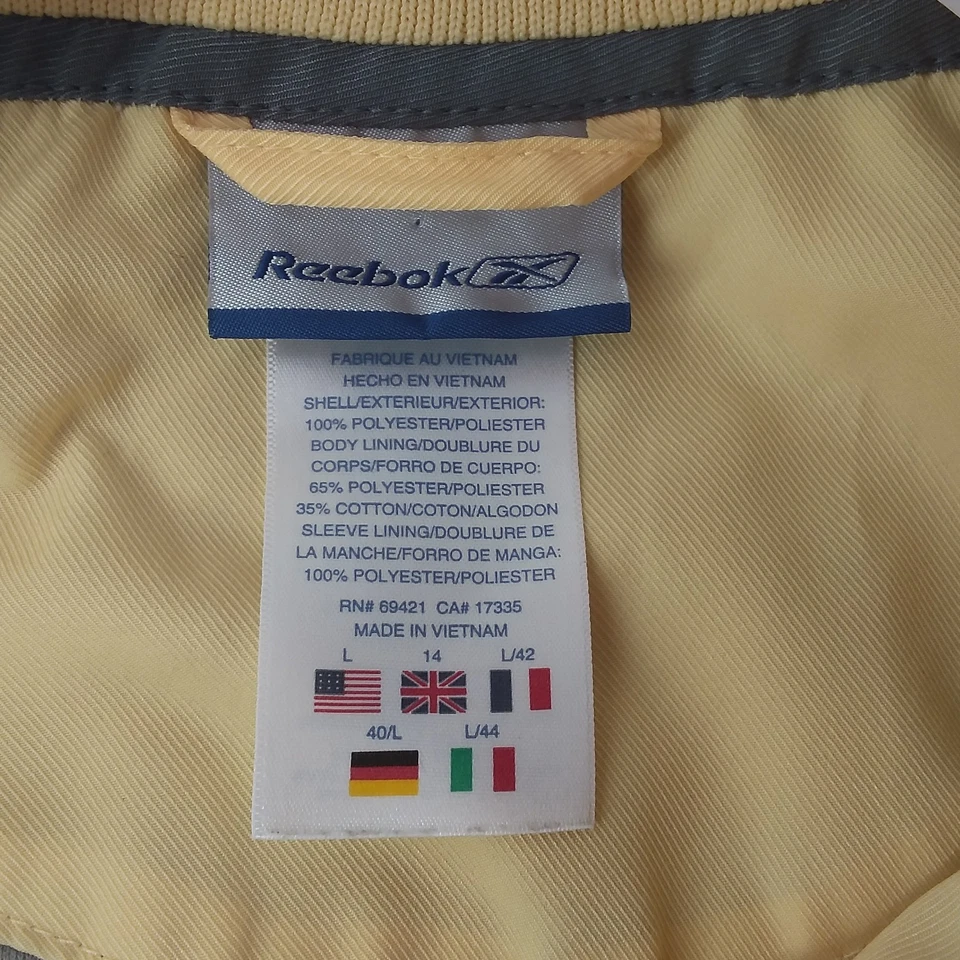 Reebok
FABRIQUE AU VIETNAM
HECHO EN VIETNAM
SHELL/EXTERIEUR/EXTERIOR:
100% POLYESTER/POLIESTER
BODY LINING/DOUBLURE DU
CORPS/FORRO DE CUERPO:
65% POLYESTER/POLIESTER
35% COTTON/COTON/ALGODON
SLEEVE LINING/DOUBLURE DE
LA MANCHE/FORRO DE MANGA:
100% POLYESTER/POLIESTER
RN# 69421 CA# 17335
MADE IN VIETNAM
L 14 L/42
40/L L/44